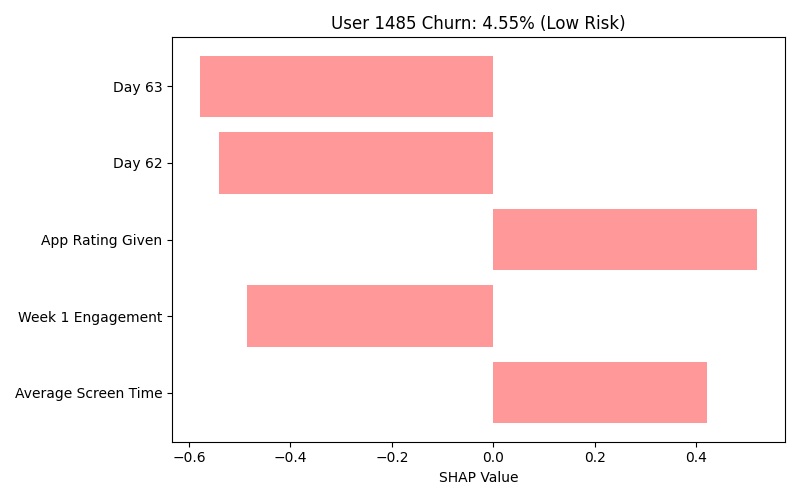 User 1485 Churn: 4.55% (Low Risk)
Day 63
Day 62
App Rating Given
Week 1 Engagement
Average Screen Time
−0.6 −0.4 −0.2 0.0 0.2 0.4
SHAP Value